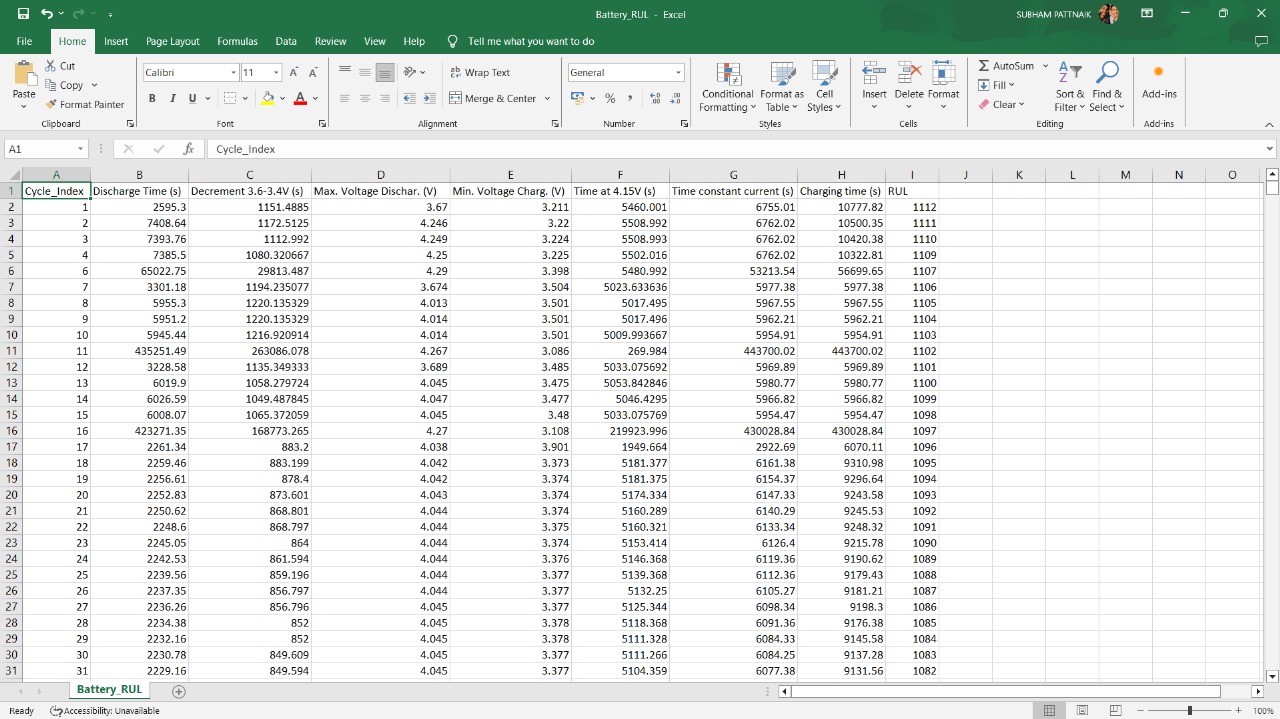 Battery_RUL - Excel
SUBHAM PATTNAIK
File Home Insert Page Layout Formulas Data Review View Help Tell me what you want to do
Paste
Cut
Copy
Format Painter
Clipboard
Calibri 11
B I U
Font
Wrap Text
Merge & Center
Alignment
General
Number
Conditional Formatting
Format as Table
Cell Styles
Styles
Insert Delete Format
Cells
AutoSum
Fill
Clear
Sort & Filter
Find & Select
Editing
Add-ins
Add-ins
A1 fx Cycle_Index
A B C D E F G H I J K L M N O
1 Cycle_Index Discharge Time (s) Decrement 3.6-3.4V (s) Max. Voltage Dischar. (V) Min. Voltage Charg. (V) Time at 4.15V (s) Time constant current (s) Charging time (s) RUL
2 1 2595.3 1151.4885 3.67 3.211 5460.001 6755.01 10777.82 1112
3 2 7408.64 1172.5125 4.246 3.22 5508.992 6762.02 10500.35 1111
4 3 7393.76 1112.992 4.249 3.224 5508.993 6762.02 10420.38 1110
5 4 7385.5 1080.320667 4.25 3.225 5502.016 6762.02 10322.81 1109
6 6 65022.75 29813.487 4.29 3.398 5480.992 53213.54 56699.65 1107
7 7 3301.18 1194.235077 3.674 3.504 5023.633636 5977.38 5977.38 1106
8 8 5955.3 1220.135329 4.013 3.501 5017.495 5967.55 5967.55 1105
9 9 5951.2 1220.135329 4.014 3.501 5017.496 5962.21 5962.21 1104
10 10 5945.44 1216.920914 4.014 3.501 5009.993667 5954.91 5954.91 1103
11 11 435251.49 263086.078 4.267 3.086 269.984 443700.02 443700.02 1102
12 12 3228.58 1135.349333 3.689 3.485 5033.075692 5969.89 5969.89 1101
13 13 6019.9 1058.279724 4.045 3.475 5053.842846 5980.77 5980.77 1100
14 14 6026.59 1049.487845 4.047 3.477 5046.4295 5966.82 5966.82 1099
15 15 6008.07 1065.372059 4.045 3.48 5033.075769 5954.47 5954.47 1098
16 16 423271.35 168773.265 4.27 3.108 219923.996 430028.84 430028.84 1097
17 17 2261.34 883.2 4.038 3.901 1949.664 2922.69 6070.11 1096
18 18 2259.46 883.199 4.042 3.373 5181.377 6161.38 9310.98 1095
19 19 2256.61 878.4 4.042 3.374 5181.375 6154.37 9296.64 1094
20 20 2252.83 873.601 4.043 3.374 5174.334 6147.33 9243.58 1093
21 21 2250.62 868.801 4.044 3.374 5160.289 6140.29 9245.53 1092
22 22 2248.6 868.797 4.044 3.375 5160.321 6133.34 9248.32 1091
23 23 2245.05 864 4.044 3.374 5153.414 6126.4 9215.78 1090
24 24 2242.53 861.594 4.044 3.376 5146.368 6119.36 9190.62 1089
25 25 2239.56 859.196 4.044 3.377 5139.368 6112.36 9179.43 1088
26 26 2237.35 856.797 4.044 3.377 5132.25 6105.27 9181.21 1087
27 27 2236.26 856.796 4.045 3.377 5125.344 6098.34 9198.3 1086
28 28 2234.38 852 4.045 3.378 5118.368 6091.36 9176.38 1085
29 29 2232.16 852 4.045 3.378 5111.328 6084.33 9145.58 1084
30 30 2230.78 849.609 4.045 3.377 5111.266 6084.25 9137.28 1083
31 31 2229.16 849.594 4.045 3.377 5104.359 6077.38 9131.56 1082
Battery_RUL
Ready Accessibility: Unavailable 100%